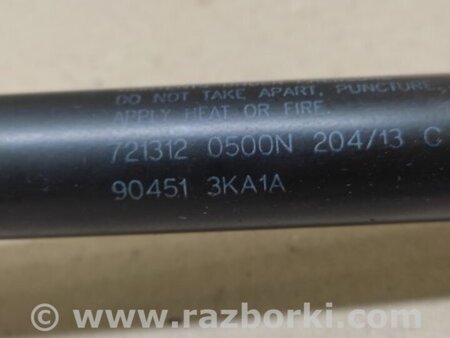 DO NOT TAKE APART, PUNCTURE,
APPLY HEAT OR FIRE.
721312 0500N 204/13 C
90451 3KA1A
© www.razborki.com